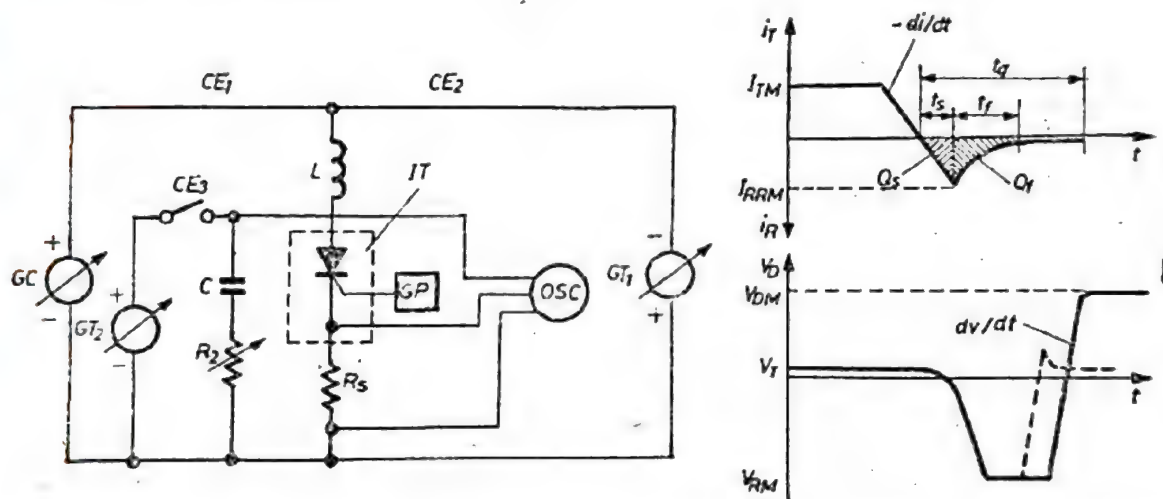 CE1
CE2
CE3
L
IT
+
GC
-
+
GT2
-
C
R2
GP
RS
OSC
-
GT1
+
iT
-di/dt
ITM
tq
ts
tf
t
QS
Qf
IRRM
iR
VD
VDM
dv/dt
VT
t
VRM